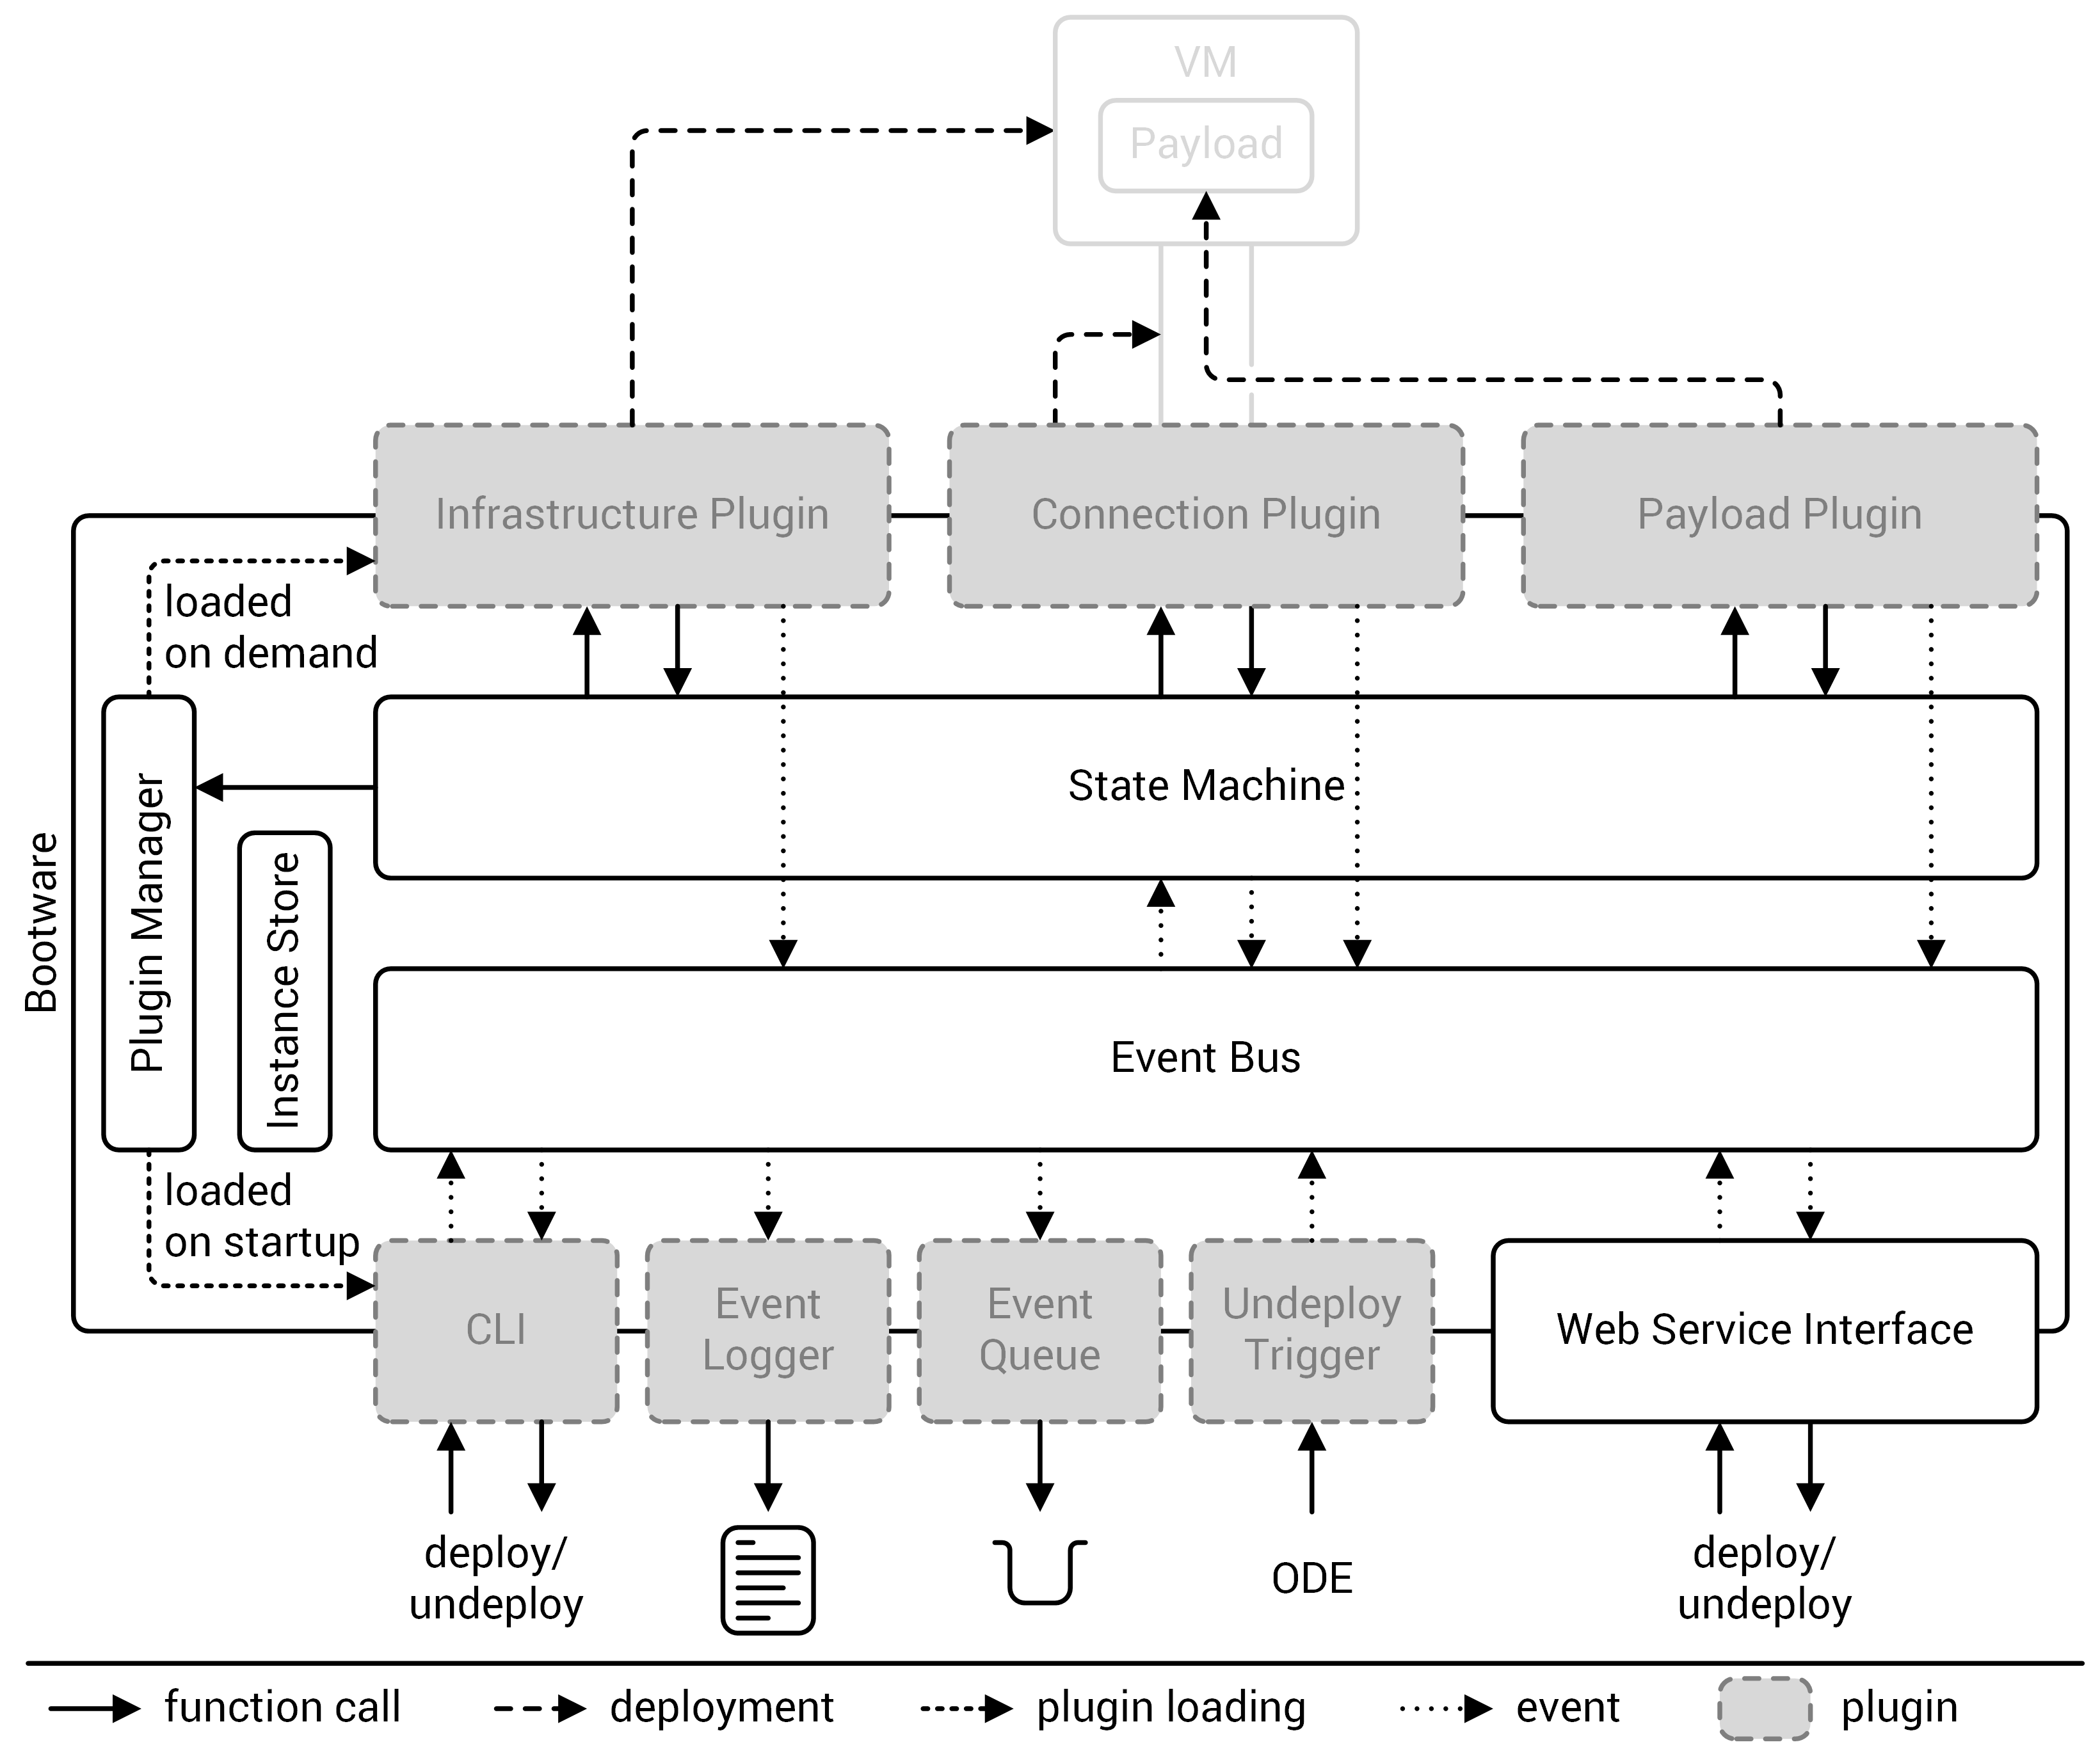 VM
Payload
Infrastructure Plugin
Connection Plugin
Payload Plugin
loaded
on demand
State Machine
Bootware
Plugin Manager
Instance Store
Event Bus
loaded
on startup
CLI
Event
Logger
Event
Queue
Undeploy
Trigger
Web Service Interface
deploy/
undeploy
ODE
deploy/
undeploy
function call
deployment
plugin loading
event
plugin